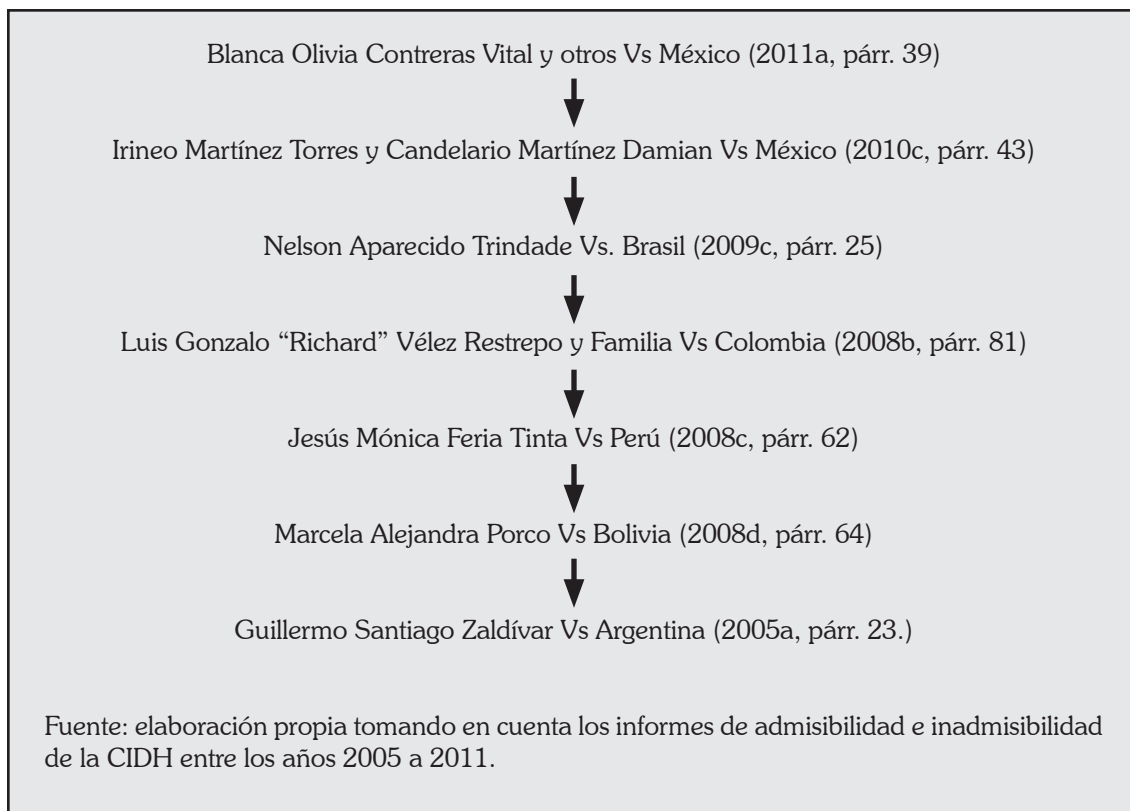 Blanca Olivia Contreras Vital y otros Vs México (2011a, párr. 39)
Irineo Martínez Torres y Candelario Martínez Damian Vs México (2010c, párr. 43)
Nelson Aparecido Trindade Vs. Brasil (2009c, párr. 25)
Luis Gonzalo “Richard” Vélez Restrepo y Familia Vs Colombia (2008b, párr. 81)
Jesús Mónica Feria Tinta Vs Perú (2008c, párr. 62)
Marcela Alejandra Porco Vs Bolivia (2008d, párr. 64)
Guillermo Santiago Zaldívar Vs Argentina (2005a, párr. 23.)
Fuente: elaboración propia tomando en cuenta los informes de admisibilidad e inadmisibilidad
de la CIDH entre los años 2005 a 2011.